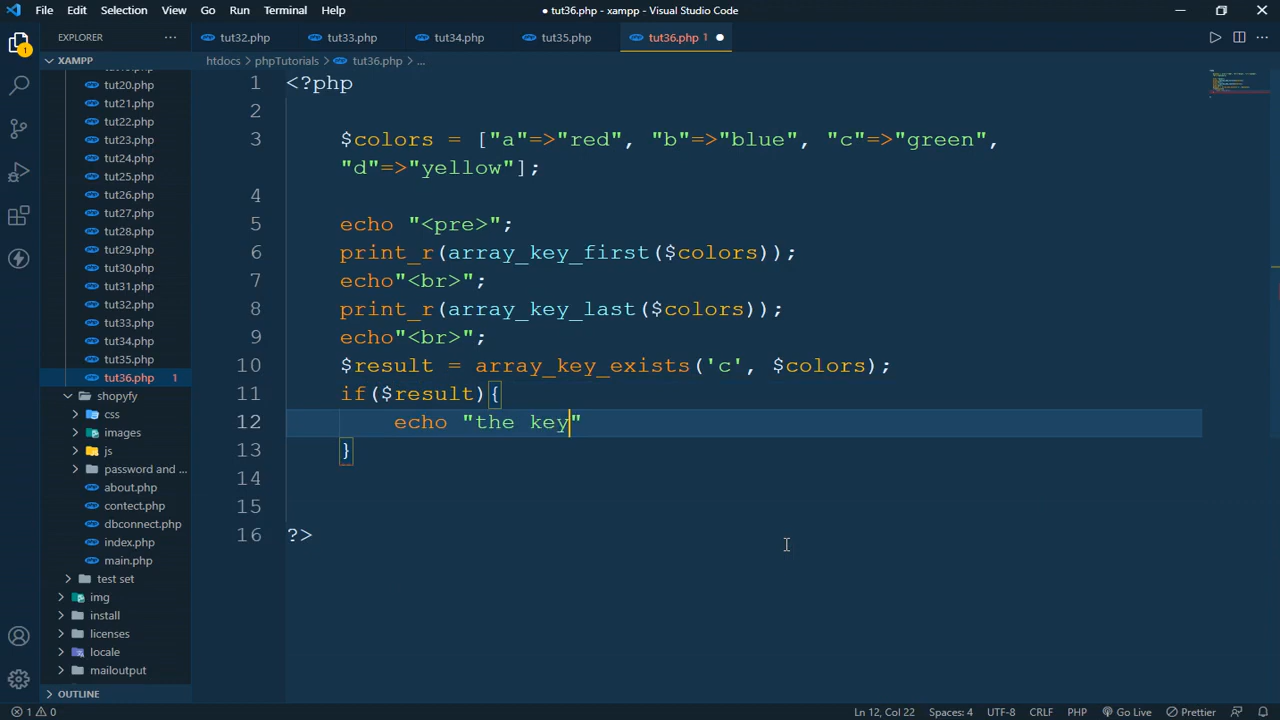 File Edit Selection View Go Run Terminal Help
● tut36.php - xampp - Visual Studio Code
EXPLORER ...
tut32.php tut33.php tut34.php tut35.php tut36.php 1 ●
htdocs > phpTutorials > tut36.php > ...
XAMPP
tut20.php
tut21.php
tut22.php
tut23.php
tut24.php
tut25.php
tut26.php
tut27.php
tut28.php
tut29.php
tut30.php
tut31.php
tut32.php
tut33.php
tut34.php
tut35.php
tut36.php 1
shopyfy
css
images
js
password and ...
about.php
contect.php
dbconnect.php
index.php
main.php
test set
img
install
licenses
locale
mailoutput
OUTLINE
1 <?php
2
3 $colors = ["a"=>"red", "b"=>"blue", "c"=>"green",
"d"=>"yellow"];
4
5 echo "<pre>";
6 print_r(array_key_first($colors));
7 echo"<br>";
8 print_r(array_key_last($colors));
9 echo"<br>";
10 $result = array_key_exists('c', $colors);
11 if($result){
12 echo "the key"
13 }
14
15
16 ?>
1 0 Ln 12, Col 22 Spaces: 4 UTF-8 CRLF PHP Go Live Prettier